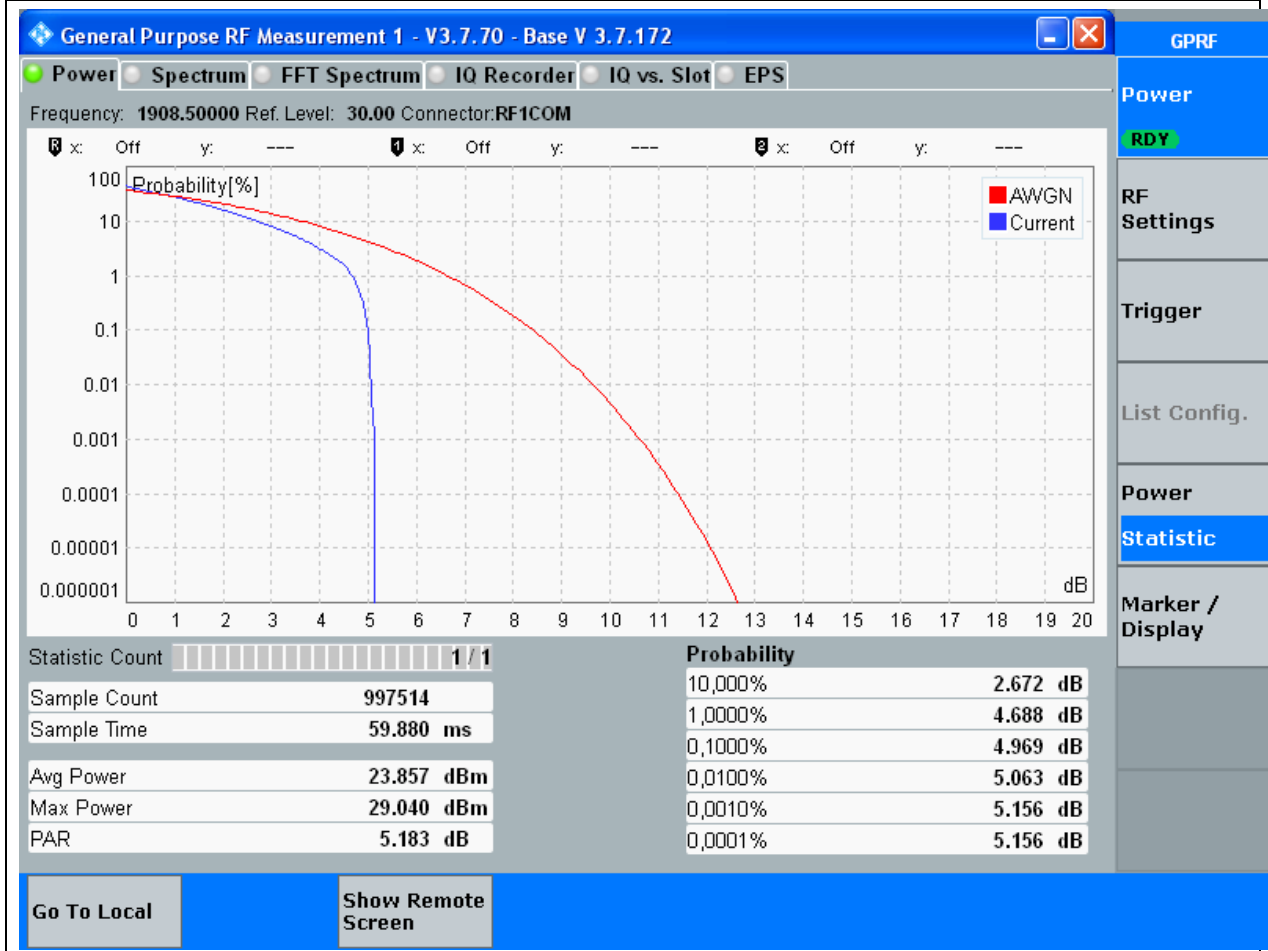 General Purpose RF Measurement 1 - V3.7.70 - Base V 3.7.172
GPRF
Power Spectrum FFT Spectrum IQ Recorder IQ vs. Slot EPS
Frequency: 1908.50000 Ref. Level: 30.00 Connector:RF1COM
R x: Off y: --- 1 x: Off y: --- 2 x: Off y: ---
Probability[%]
AWGN
Current
100
10
1
0.1
0.01
0.001
0.0001
0.00001
0.000001
dB
0 1 2 3 4 5 6 7 8 9 10 11 12 13 14 15 16 17 18 19 20
Statistic Count 1 / 1
Sample Count 997514
Sample Time 59.880 ms
Avg Power 23.857 dBm
Max Power 29.040 dBm
PAR 5.183 dB
Probability
10,000% 2.672 dB
1,0000% 4.688 dB
0,1000% 4.969 dB
0,0100% 5.063 dB
0,0010% 5.156 dB
0,0001% 5.156 dB
Power
RDY
RF
Settings
Trigger
List Config.
Power
Statistic
Marker /
Display
Go To Local
Show Remote
Screen